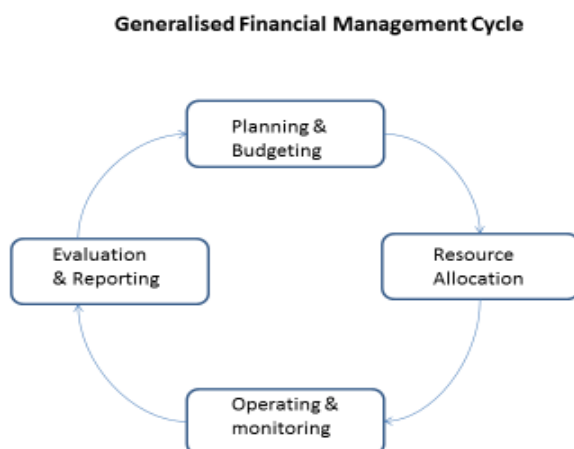 Generalised Financial Management Cycle
Planning &
Budgeting
Resource
Allocation
Operating &
monitoring
Evaluation
& Reporting